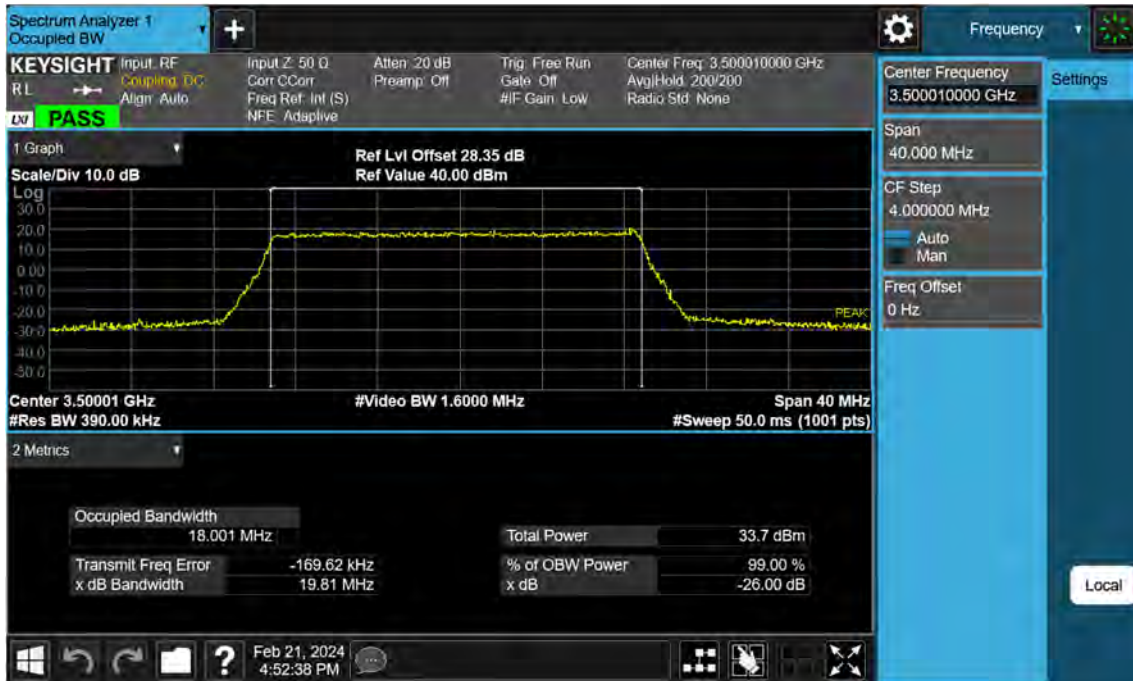 Spectrum Analyzer 1
Occupied BW
+
Frequency
KEYSIGHT
RL
LXI
PASS
Input: RF
Coupling: DC
Align: Auto
Input Z: 50 Ω
Corr CCorr
Freq Ref: Int (S)
NFE: Adaptive
Atten: 20 dB
Preamp: Off
Trig: Free Run
Gate: Off
#IF Gain: Low
Center Freq: 3.500010000 GHz
Avg|Hold: 200/200
Radio Std: None
Center Frequency
3.500010000 GHz
Settings
Span
40.000 MHz
CF Step
4.000000 MHz
Auto
Man
Freq Offset
0 Hz
1 Graph
Scale/Div 10.0 dB
Ref Lvl Offset 28.35 dB
Ref Value 40.00 dBm
Log
30.0
20.0
10.0
0.00
-10.0
-20.0
-30.0
-40.0
-50.0
PEAK
Center 3.50001 GHz
#Video BW 1.6000 MHz
Span 40 MHz
#Res BW 390.00 kHz
#Sweep 50.0 ms (1001 pts)
2 Metrics
Occupied Bandwidth
18.001 MHz
Total Power 33.7 dBm
Transmit Freq Error -169.62 kHz
% of OBW Power 99.00 %
x dB Bandwidth 19.81 MHz
x dB -26.00 dB
Local
?
Feb 21, 2024
4:52:38 PM